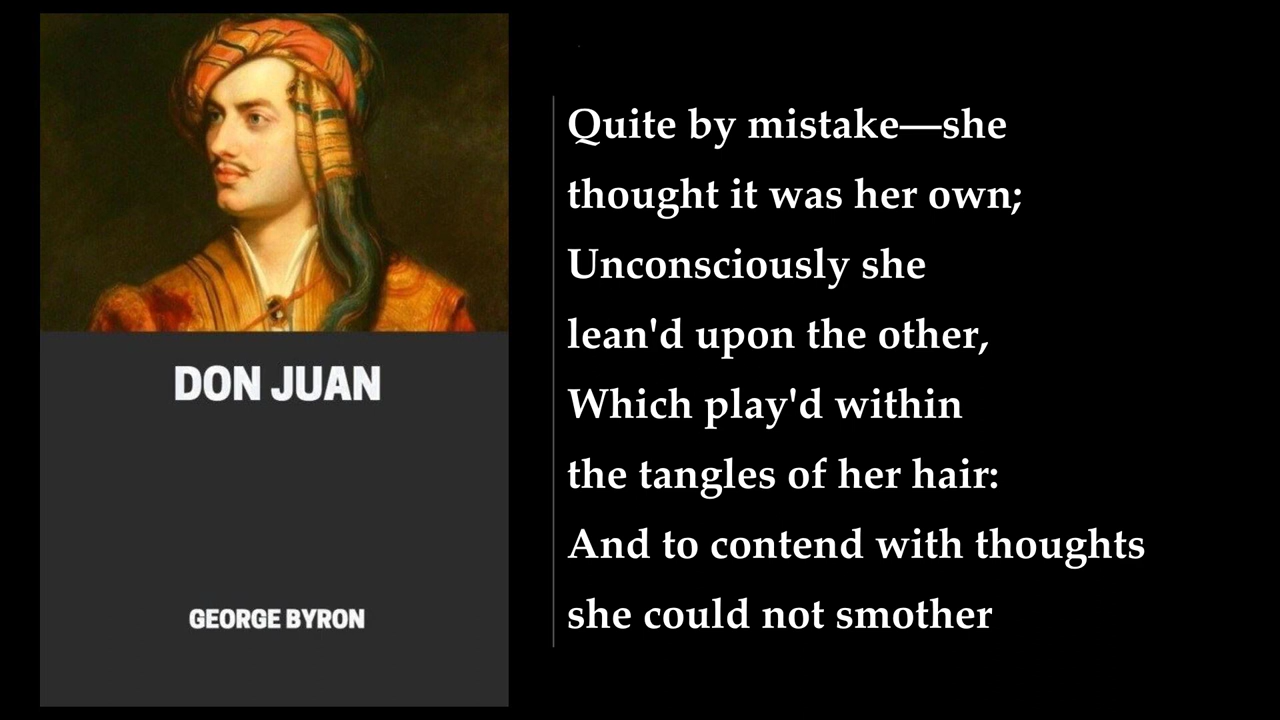 DON JUAN
GEORGE BYRON
Quite by mistake—she
thought it was her own;
Unconsciously she
lean'd upon the other,
Which play'd within
the tangles of her hair:
And to contend with thoughts
she could not smother